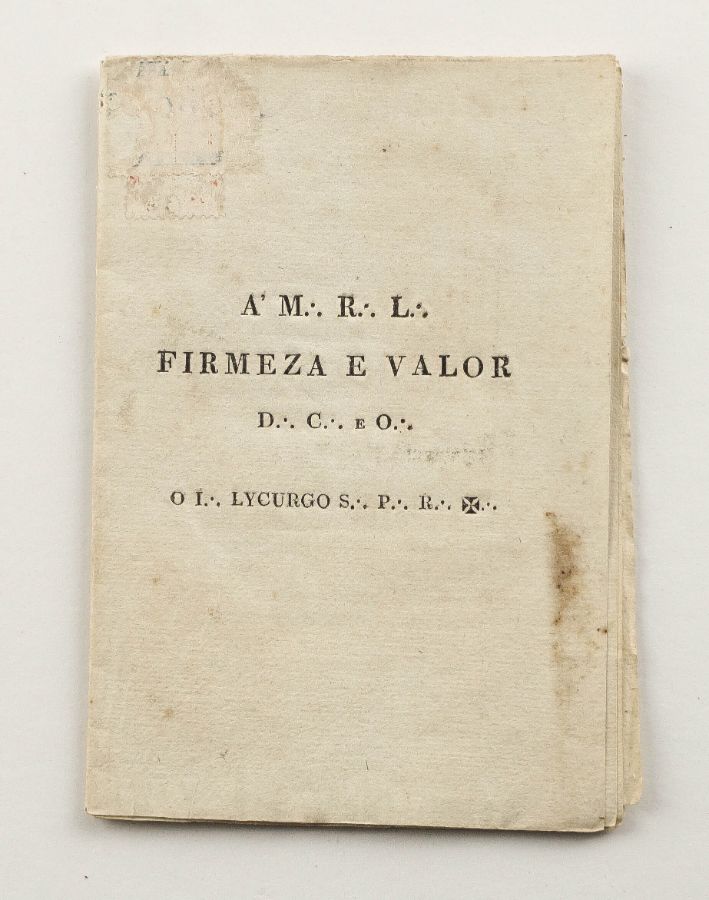 A' M∴ R∴ L∴
FIRMEZA E VALOR
D∴ C∴ E O∴
O I∴ LYCURGO S∴ P∴ R∴ ✠∴